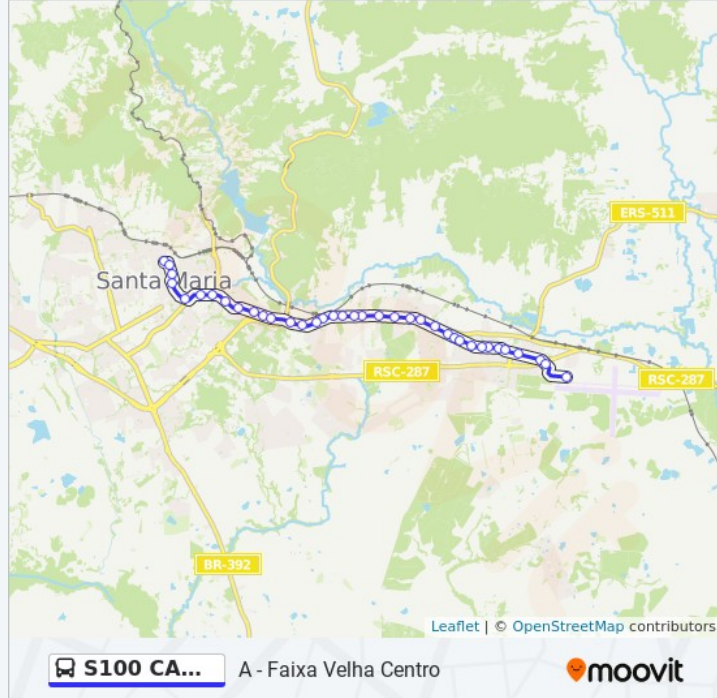 ERS-511
Santa Maria
RSC-287
RSC-287
BR-392
Leaflet | © OpenStreetMap contributors
S100 CA...
A - Faixa Velha Centro
moovit